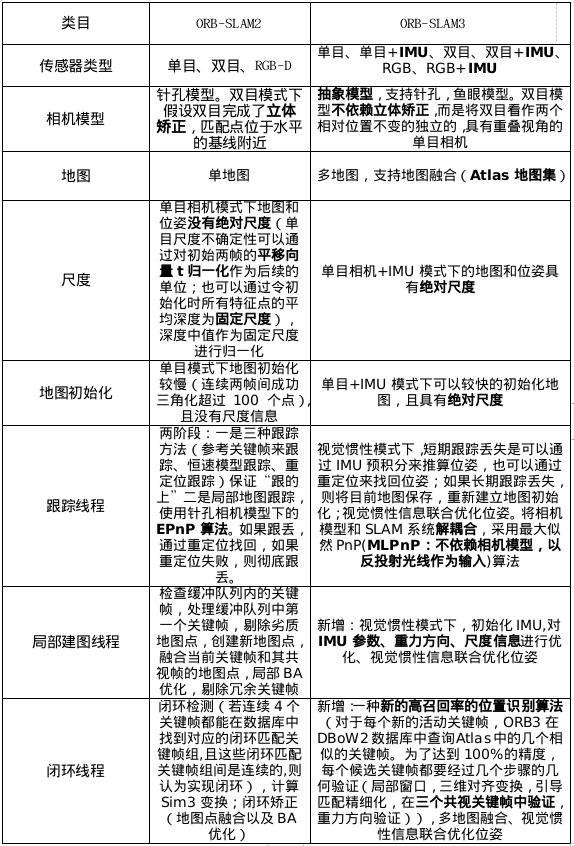 类目
ORB-SLAM2
ORB-SLAM3
传感器类型
单目、双目、RGB-D
单目、单目+IMU、双目、双目+IMU、
RGB、RGB+IMU
相机模型
针孔模型。双目模式下
假设双目完成了立体
矫正，匹配点位于水平
的基线附近
抽象模型，支持针孔，鱼眼模型。双目模
型不依赖立体矫正，而是将双目看作两个
相对位置不变的独立的，具有重叠视角的
单目相机
地图
单地图
多地图，支持地图融合（Atlas 地图集）
尺度
单目相机模式下地图和
位姿没有绝对尺度（单
目尺度不确定性可以通
过对初始两帧的平移向
量 t 归一化作为后续的
单位；也可以通过令初
始化时所有特征点的平
均深度为固定尺度），
深度中值作为固定尺度
进行归一化
单目相机+IMU 模式下的地图和位姿具
有绝对尺度
地图初始化
单目模式下地图初始化
较慢（连续两帧间成功
三角化超过 100 个点），
且没有尺度信息
单目+IMU 模式下可以较快的初始化地
图，且具有绝对尺度
跟踪线程
两阶段：一是三种跟踪
方法（参考关键帧来跟
踪、恒速模型跟踪、重
定位跟踪）保证“跟的
上”二是局部地图跟踪，
使用针孔相机模型下的
EPnP 算法。如果跟丢，
通过重定位找回，如果
重定位失败，则彻底跟
丢。
视觉惯性模式下，短期跟踪丢失是可以通
过 IMU 预积分来推算位姿，也可以通过
重定位来找回位姿；如果长期跟踪丢失，
则将目前地图保存，重新建立地图初始
化；视觉惯性信息联合优化位姿。将相机
模型和 SLAM 系统解耦合，采用最大似
然 PnP(MLPnP：不依赖相机模型，以
反投射光线作为输入)算法
局部建图线程
检查缓冲队列内的关键
帧，处理缓冲队列中第
一个关键帧，剔除劣质
地图点，创建新地图点，
融合当前关键帧和其共
视帧的地图点，局部 BA
优化，剔除冗余关键帧
新增：视觉惯性模式下，初始化 IMU,对
IMU 参数、重力方向、尺度信息进行优
化、视觉惯性信息联合优化位姿
闭环线程
闭环检测（若连续 4 个
关键帧都能在数据库中
找到对应的闭环匹配关
键帧组,且这些闭环匹配
关键帧组间是连续的,则
认为实现闭环），计算
Sim3 变换；闭环矫正
（地图点融合以及 BA
优化）
新增：一种新的高召回率的位置识别算法
（对于每个新的活动关键帧，ORB3 在
DBoW2 数据库中查询Atlas 中的几个相
似的关键帧。为了达到 100%的精度，
每个候选关键帧都要经过几个步骤的几
何验证（局部窗口，三维对齐变换，引导
匹配精细化，在三个共视关键帧中验证，
重力方向验证）），多地图融合、视觉惯
性信息联合优化位姿